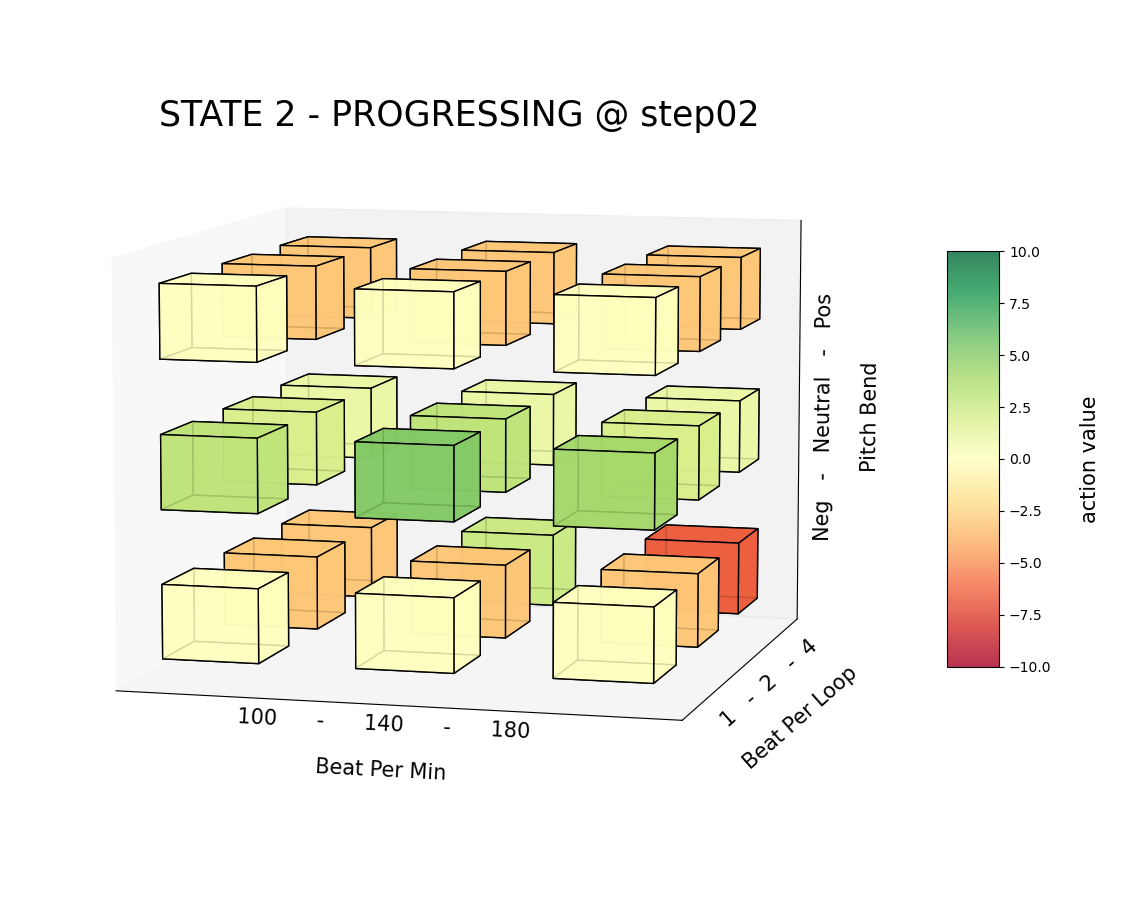 STATE 2 - PROGRESSING @ step02
Neg - Neutral - Pos
Pitch Bend
100 - 140 - 180
Beat Per Min
1 - 2 - 4
Beat Per Loop
10.0
7.5
5.0
2.5
0.0
−2.5
−5.0
−7.5
−10.0
action value